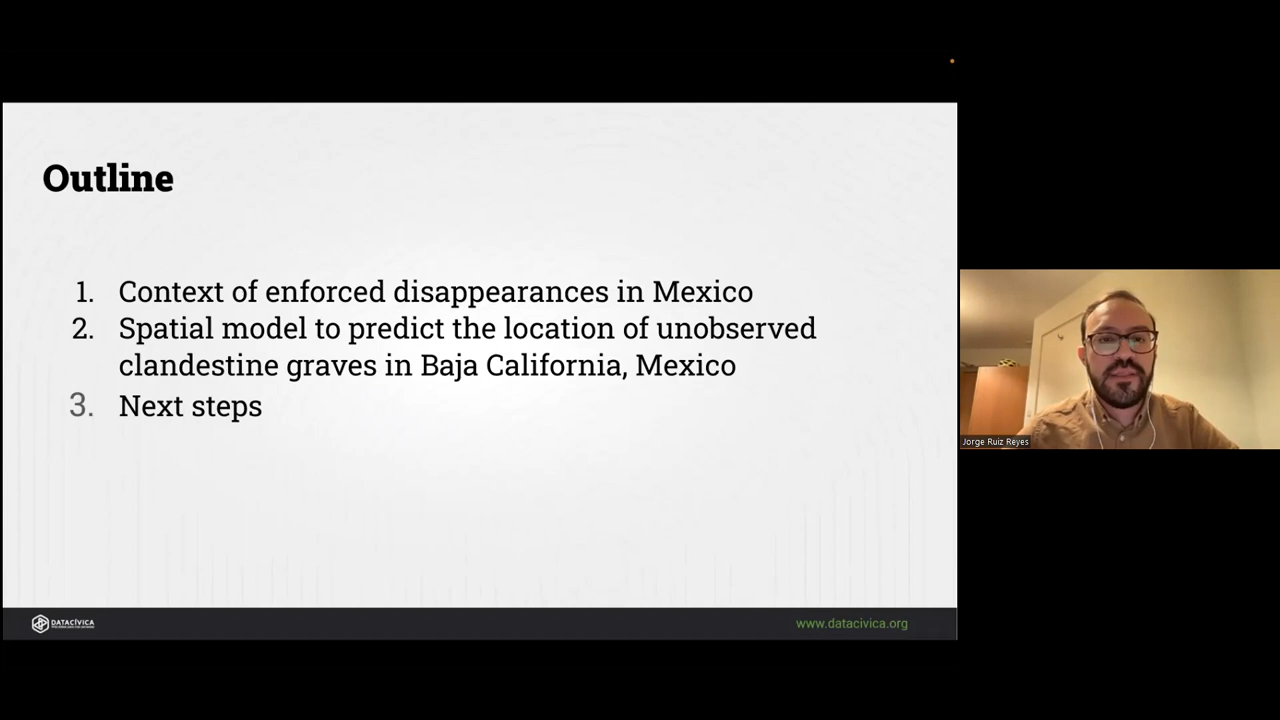 Outline
1. Context of enforced disappearances in Mexico
2. Spatial model to predict the location of unobserved
clandestine graves in Baja California, Mexico
3. Next steps
Jorge Ruiz Reyes
DATACÍVICA
www.datacivica.org